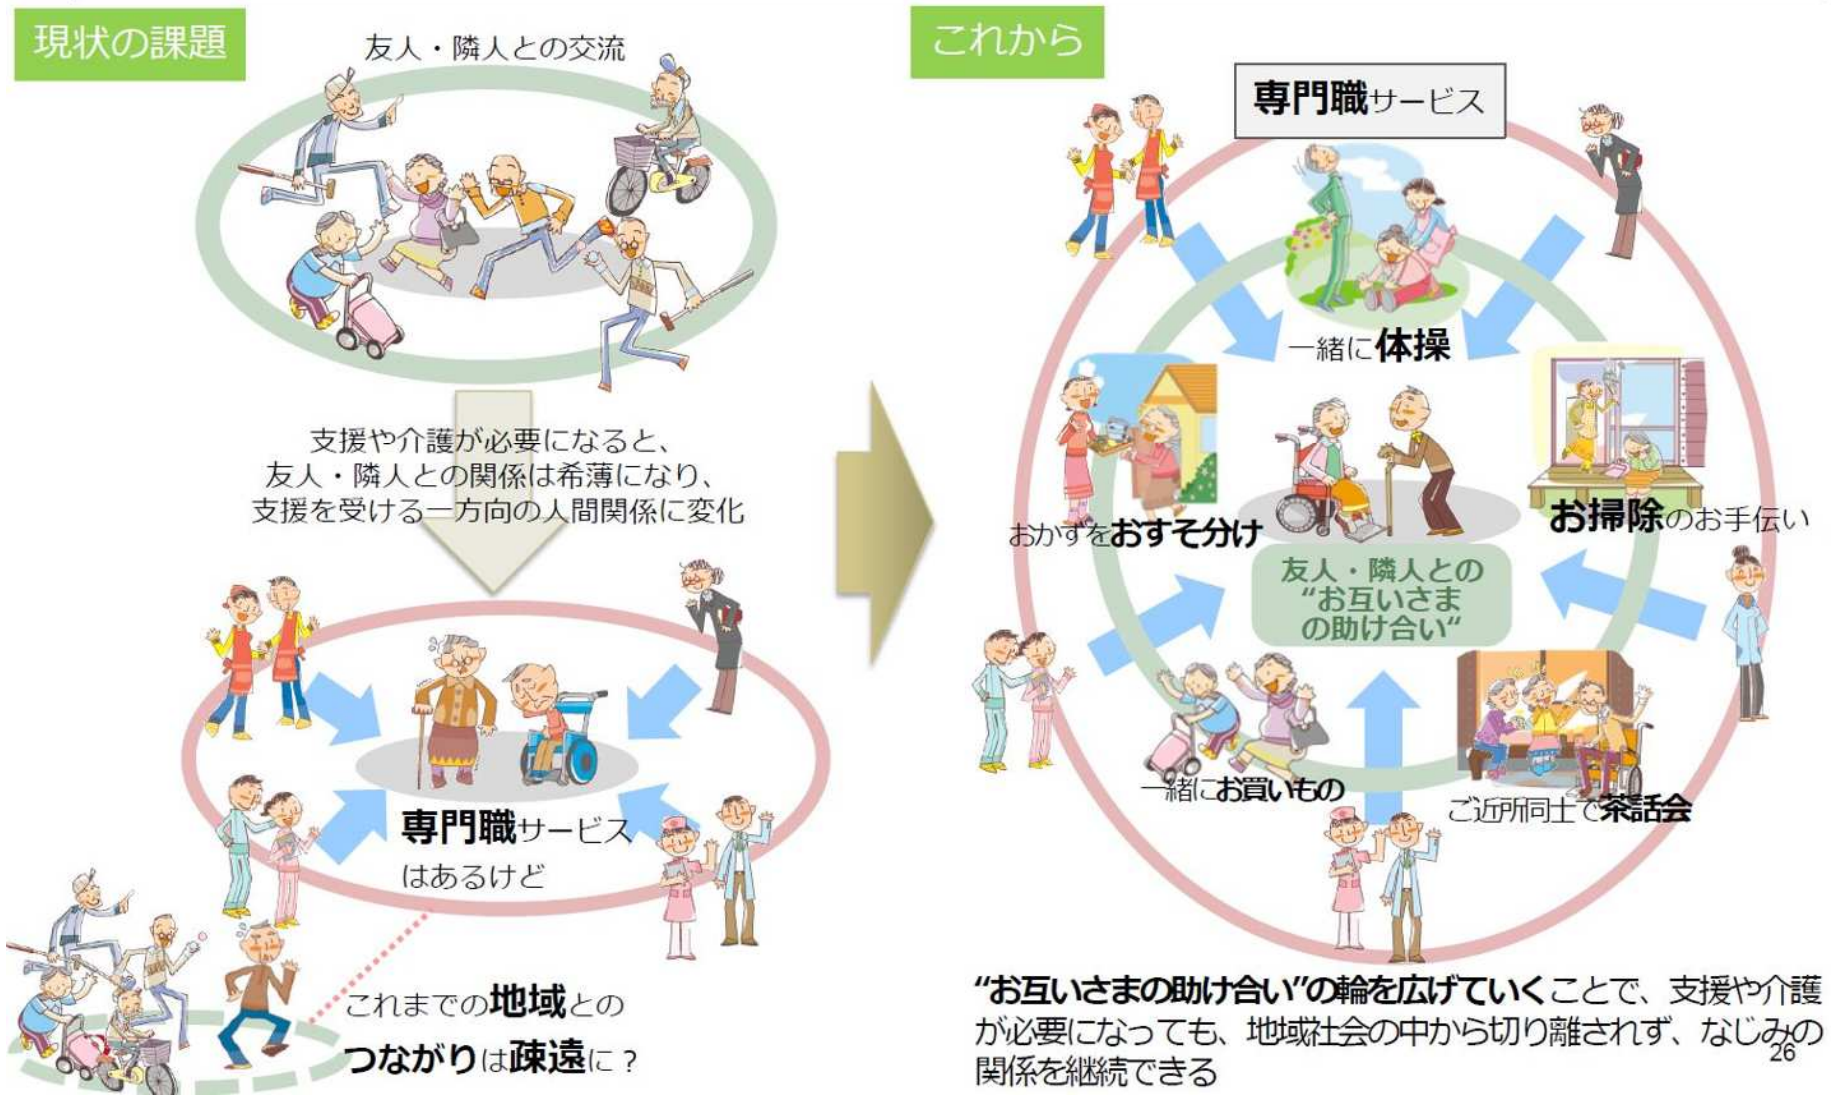 現状の課題
友人・隣人との交流
支援や介護が必要になると、
友人・隣人との関係は希薄になり、
支援を受ける一方向の人間関係に変化
専門職サービス
はあるけど
これまでの地域との
つながりは疎遠に？
これから
専門職サービス
一緒に体操
おかずをおすそ分け
お掃除のお手伝い
友人・隣人との
“お互いさま
の助け合い“
一緒にお買いもの
ご近所同士で茶話会
“お互いさまの助け合い”の輪を広げていくことで、支援や介護
が必要になっても、地域社会の中から切り離されず、なじみの
関係を継続できる
26